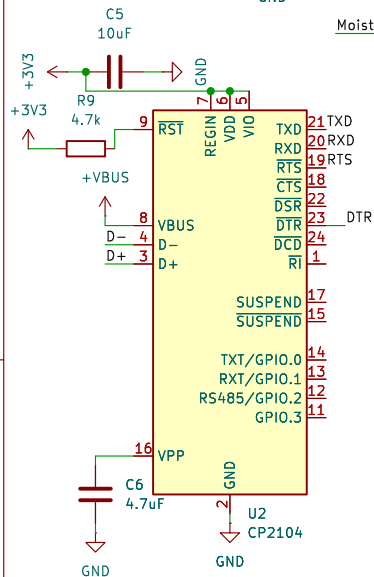 GND
Moist
C5
10uF
+3V3
GND
+3V3
R9
4.7k
7
6
5
REGIN
VDD
VIO
9
RST
TXD
21
TXD
RXD
20
RXD
RTS
19
RTS
CTS
18
+VBUS
DSR
22
8
VBUS
DTR
23
DTR
D-
4
D-
DCD
24
D+
3
D+
RI
1
SUSPEND
17
SUSPEND
15
TXT/GPIO.0
14
RXT/GPIO.1
13
RS485/GPIO.2
12
GPIO.3
11
16
VPP
GND
C6
4.7uF
2
U2
CP2104
GND
GND